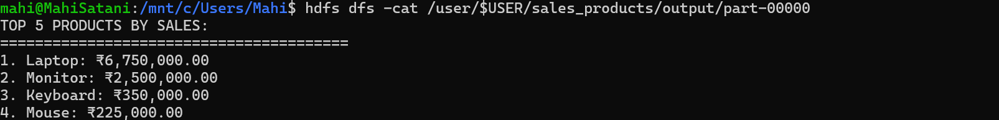 mahi@MahiSatani:/mnt/c/Users/Mahi$ hdfs dfs -cat /user/$USER/sales_products/output/part-00000
TOP 5 PRODUCTS BY SALES:
========================================
1. Laptop: ₹6,750,000.00
2. Monitor: ₹2,500,000.00
3. Keyboard: ₹350,000.00
4. Mouse: ₹225,000.00